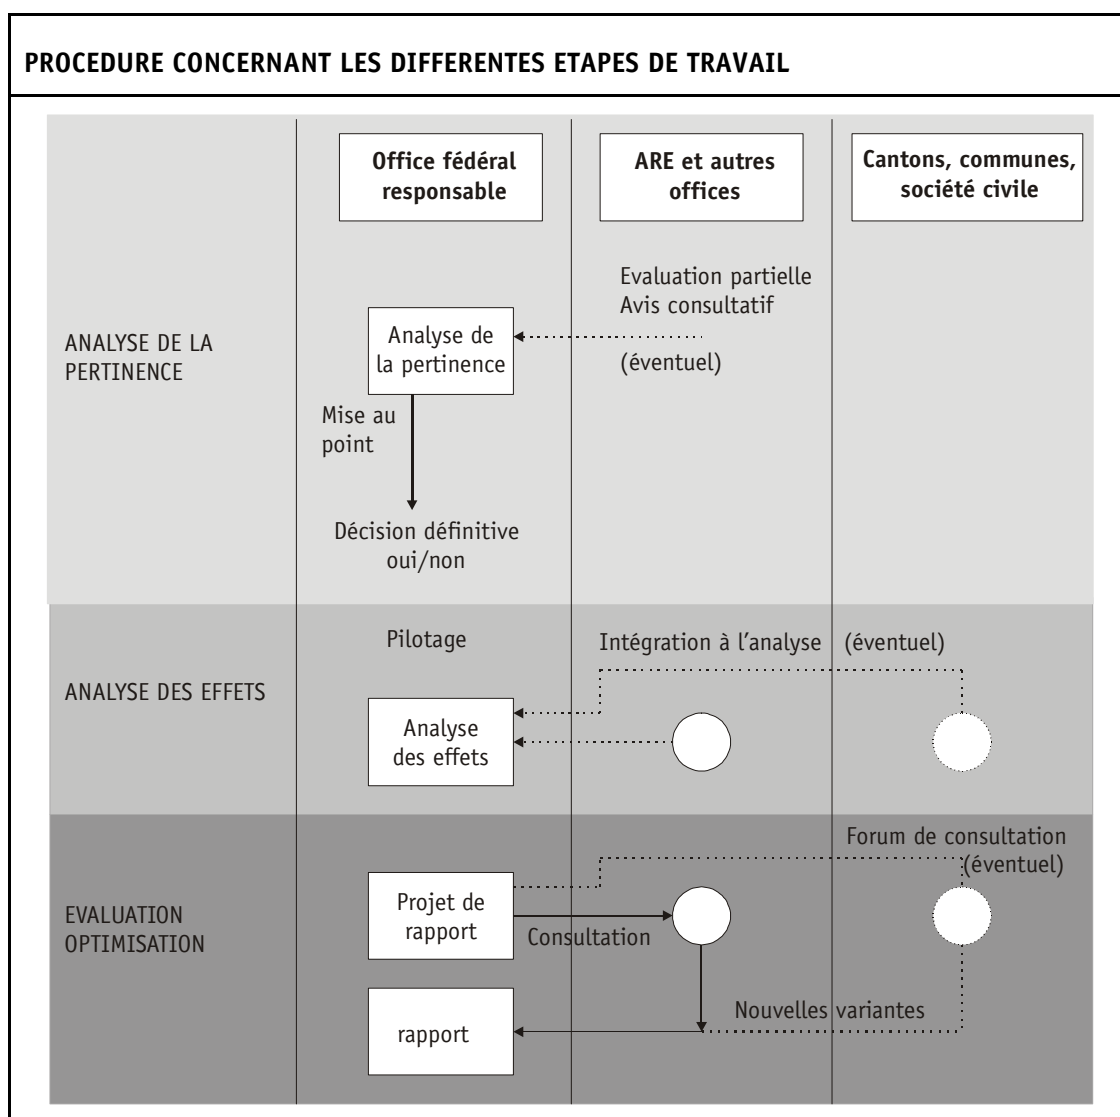 PROCEDURE CONCERNANT LES DIFFERENTES ETAPES DE TRAVAIL
Office fédéral
responsable
ARE et autres
offices
Cantons, communes,
société civile
ANALYSE DE LA
PERTINENCE
Analyse de
la pertinence
Evaluation partielle
Avis consultatif
(éventuel)
Mise au
point
Décision définitive
oui/non
ANALYSE DES EFFETS
Pilotage
Intégration à l'analyse
(éventuel)
Analyse
des effets
EVALUATION
OPTIMISATION
Forum de consultation
(éventuel)
Projet de
rapport
Consultation
Nouvelles variantes
rapport